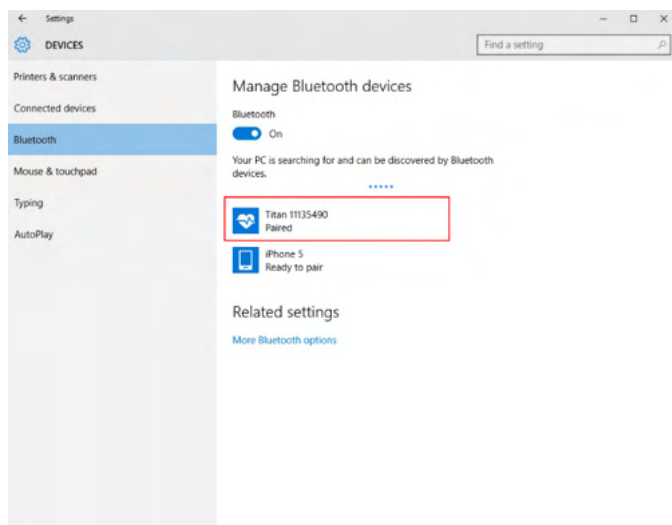 Settings
DEVICES
Find a setting
Printers & scanners
Connected devices
Bluetooth
Mouse & touchpad
Typing
AutoPlay
Manage Bluetooth devices
Bluetooth
On
Your PC is searching for and can be discovered by Bluetooth
devices.
Titan 11135490
Paired
iPhone 5
Ready to pair
Related settings
More Bluetooth options